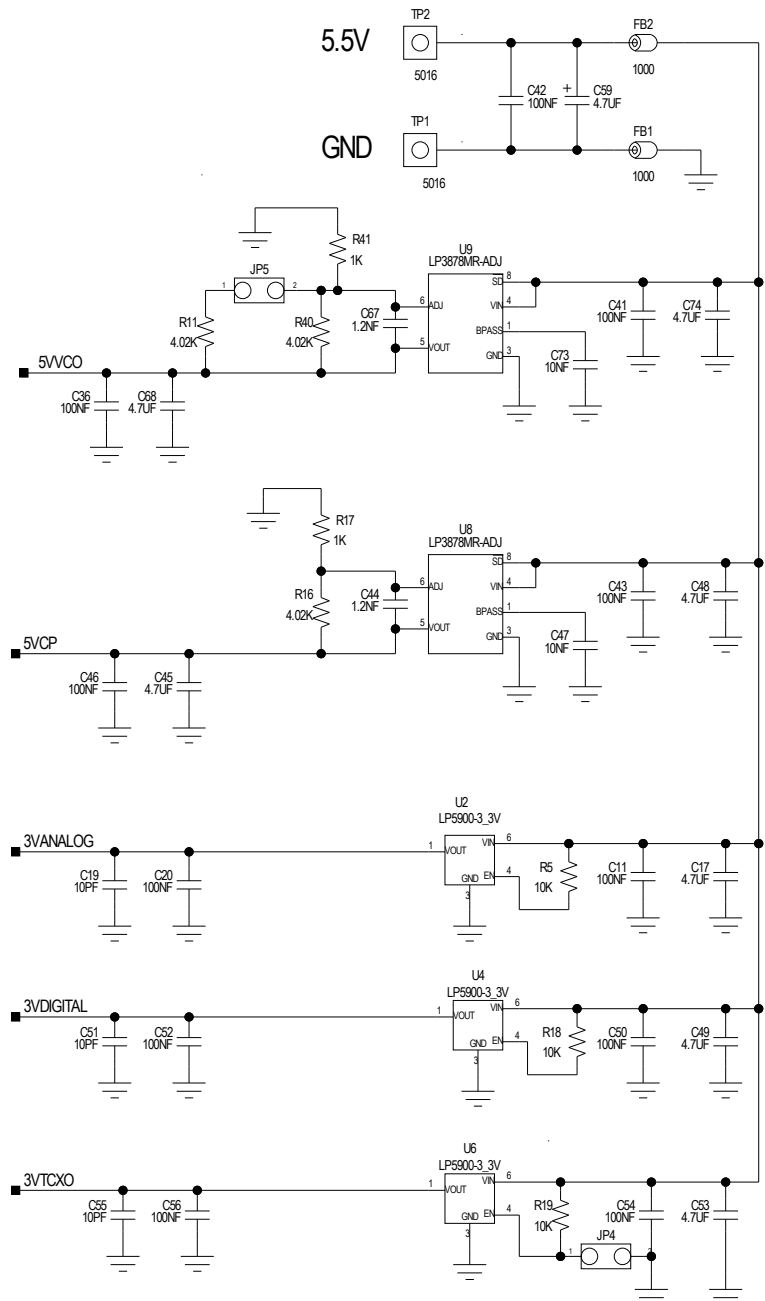 TP2
5.5V
5016
FB2
1000
C42
100NF
+
C59
4.7UF
TP1
GND
5016
FB1
1000
R41
1K
JP5
1
2
R11
4.02K
R40
4.02K
C67
1.2NF
U9
LP3878MR-ADJ
6
ADJ
5
VOUT
SD
8
VIN
4
BPASS
1
GND
3
C73
10NF
C41
100NF
C74
4.7UF
5VVCO
C36
100NF
C68
4.7UF
R17
1K
R16
4.02K
C44
1.2NF
U8
LP3878MR-ADJ
6
ADJ
5
VOUT
SD
8
VIN
4
BPASS
1
GND
3
C47
10NF
C43
100NF
C48
4.7UF
5VCP
C46
100NF
C45
4.7UF
U2
LP5900-3_3V
3VANALOG
1
VOUT
VIN
6
GND
EN
4
3
R5
10K
C11
100NF
C17
4.7UF
C19
10PF
C20
100NF
U4
LP5900-3_3V
3VDIGITAL
1
VOUT
VIN
6
GND
EN
4
3
R18
10K
C50
100NF
C49
4.7UF
C51
10PF
C52
100NF
U6
LP5900-3_3V
3VTCXO
1
VOUT
VIN
6
GND
EN
4
3
R19
10K
JP4
1
C54
100NF
C53
4.7UF
C55
10PF
C56
100NF